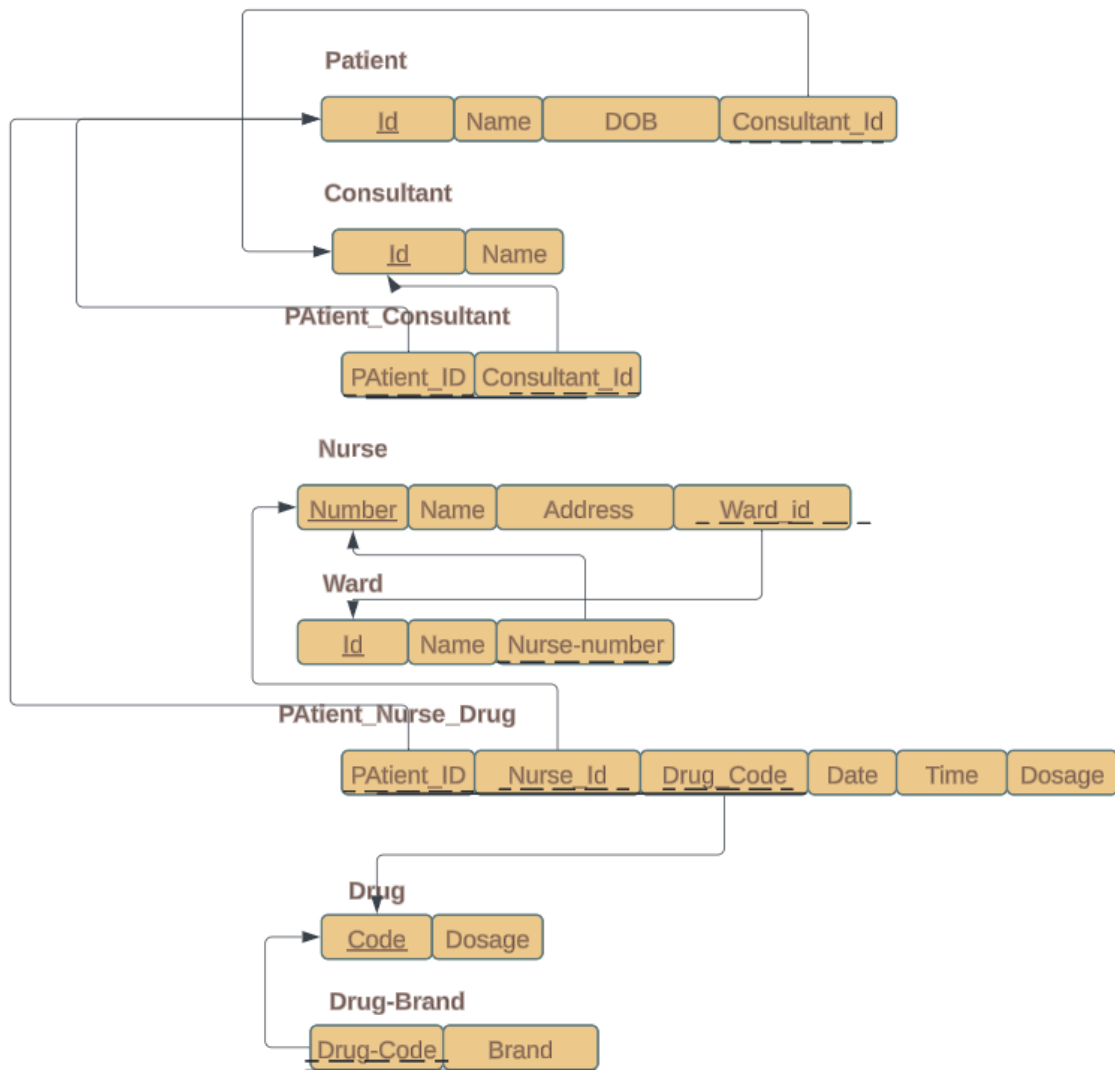 Patient
Id Name DOB Consultant_Id
Consultant
Id Name
PAtient_Consultant
PAtient_ID Consultant_Id
Nurse
Number Name Address Ward_id
Ward
Id Name Nurse-number
PAtient_Nurse_Drug
PAtient_ID Nurse_Id Drug_Code Date Time Dosage
Drug
Code Dosage
Drug-Brand
Drug-Code Brand